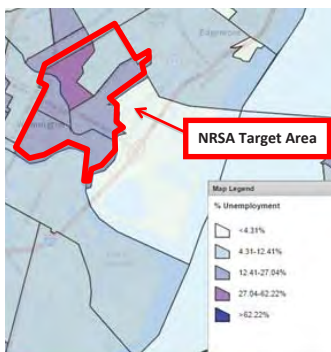 Edgemoor
NRSA Target Area
Map Legend
% Unemployment
<4.31%
4.31-12.41%
12.41-27.04%
27.04-62.22%
>62.22%